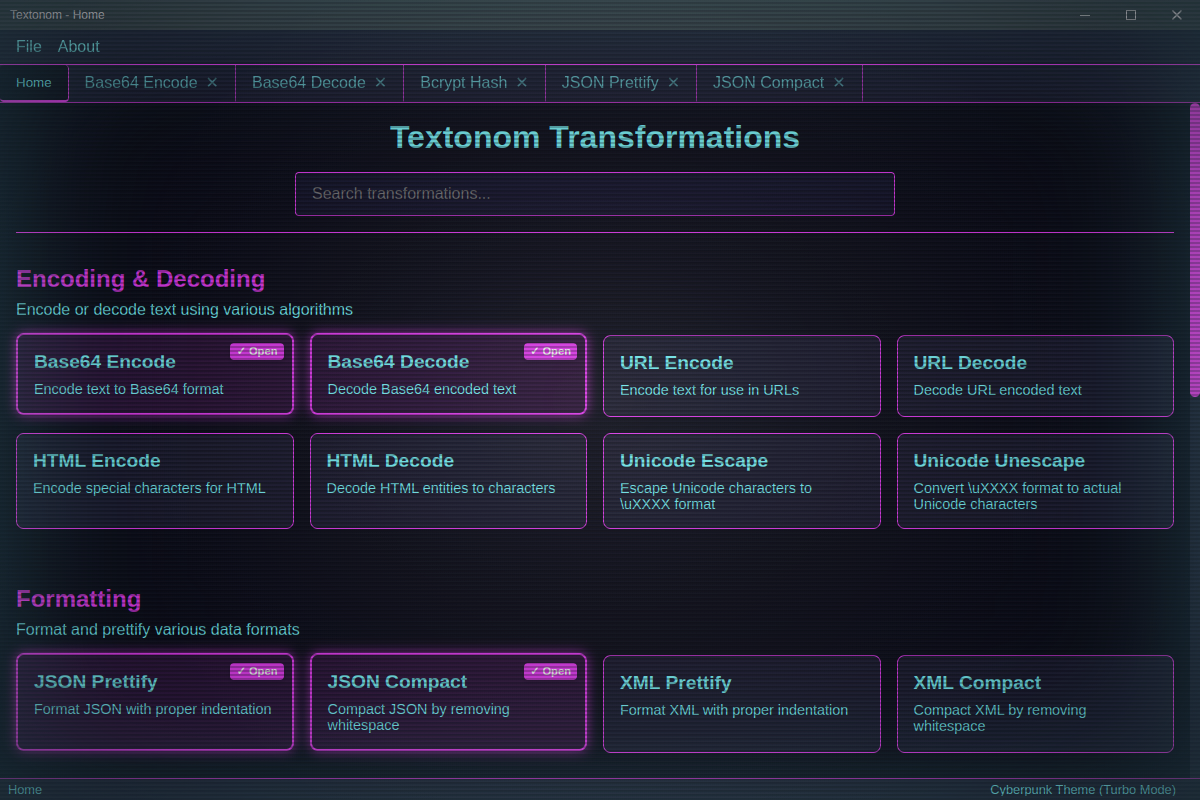 Textonom - Home
File About
Home Base64 Encode ✕ Base64 Decode ✕ Bcrypt Hash ✕ JSON Prettify ✕ JSON Compact ✕
Textonom Transformations
Search transformations...
Encoding & Decoding
Encode or decode text using various algorithms
✓ Open
Base64 Encode
Encode text to Base64 format
✓ Open
Base64 Decode
Decode Base64 encoded text
URL Encode
Encode text for use in URLs
URL Decode
Decode URL encoded text
HTML Encode
Encode special characters for HTML
HTML Decode
Decode HTML entities to characters
Unicode Escape
Escape Unicode characters to
\uXXXX format
Unicode Unescape
Convert \uXXXX format to actual
Unicode characters
Formatting
Format and prettify various data formats
✓ Open
JSON Prettify
Format JSON with proper indentation
✓ Open
JSON Compact
Compact JSON by removing
whitespace
XML Prettify
Format XML with proper indentation
XML Compact
Compact XML by removing
whitespace
Home
Cyberpunk Theme (Turbo Mode)